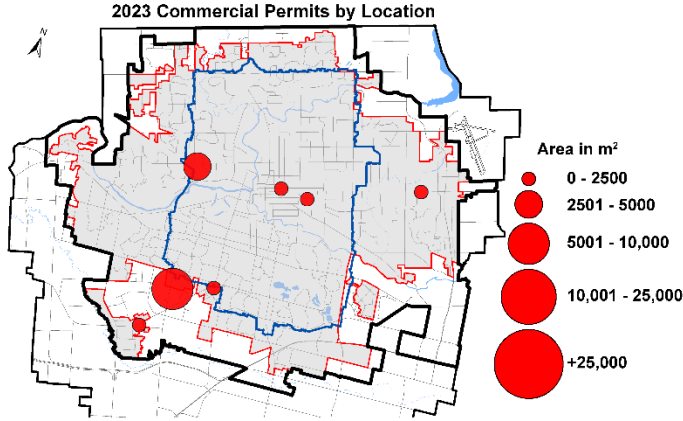 2023 Commercial Permits by Location
N
Area in m²
0 - 2500
2501 - 5000
5001 - 10,000
10,001 - 25,000
+25,000